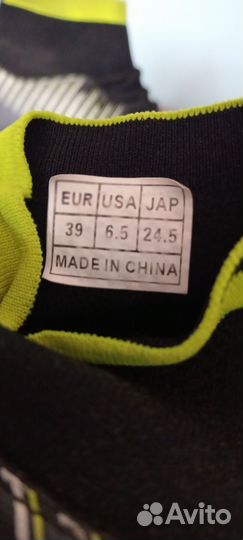 EUR USA JAP
39 6.5 24.5
MADE IN CHINA
Avito